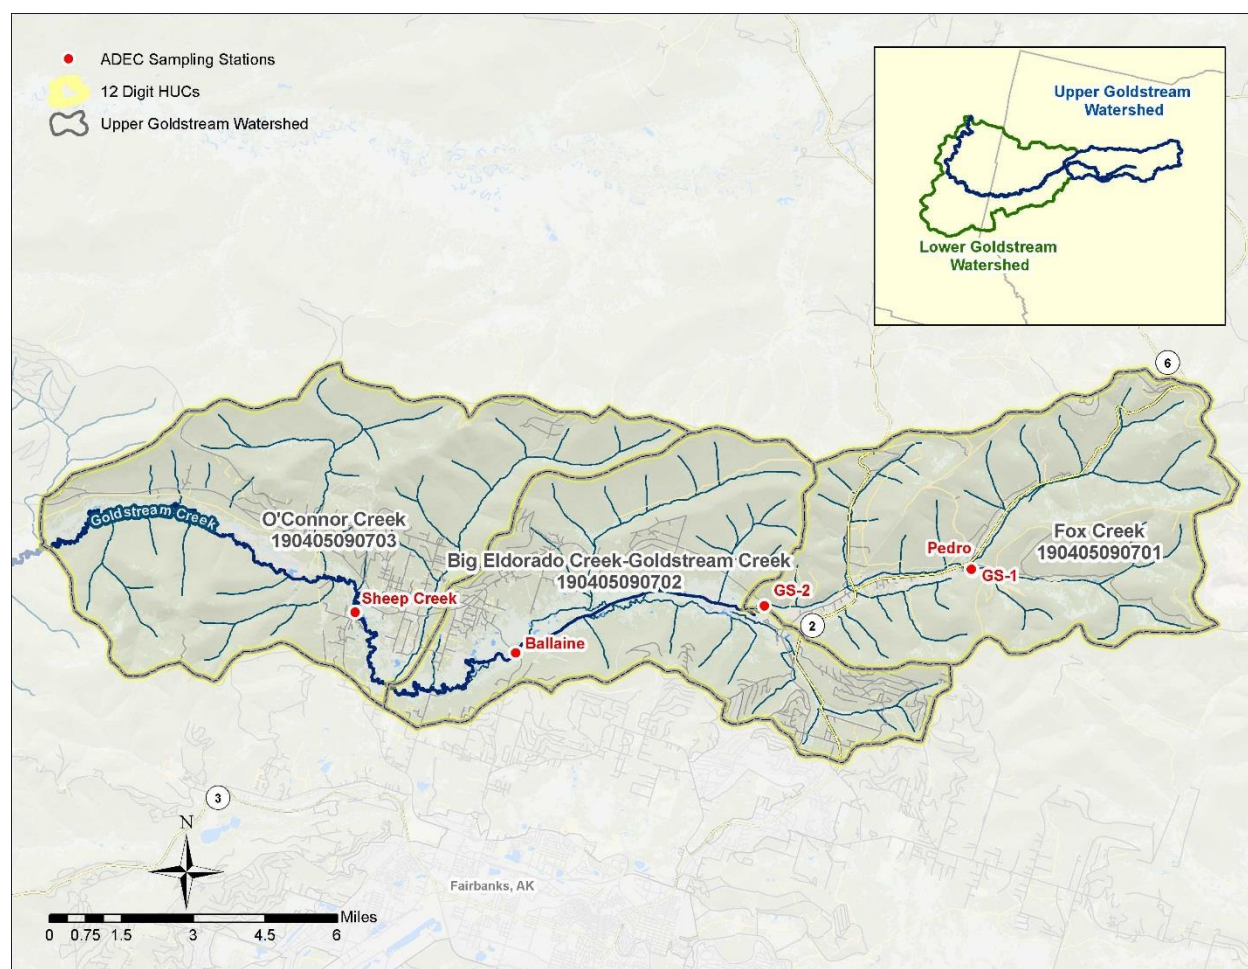 ADEC Sampling Stations
12 Digit HUCs
Upper Goldstream Watershed
Upper Goldstream
Watershed
Lower Goldstream
Watershed
6
Goldstream Creek
O'Connor Creek
190405090703
Big Eldorado Creek-Goldstream Creek
190405090702
Fox Creek
190405090701
Pedro
GS-1
GS-2
Sheep Creek
2
Ballaine
3
N
Fairbanks, AK
Miles
0 0.75 1.5 3 4.5 6